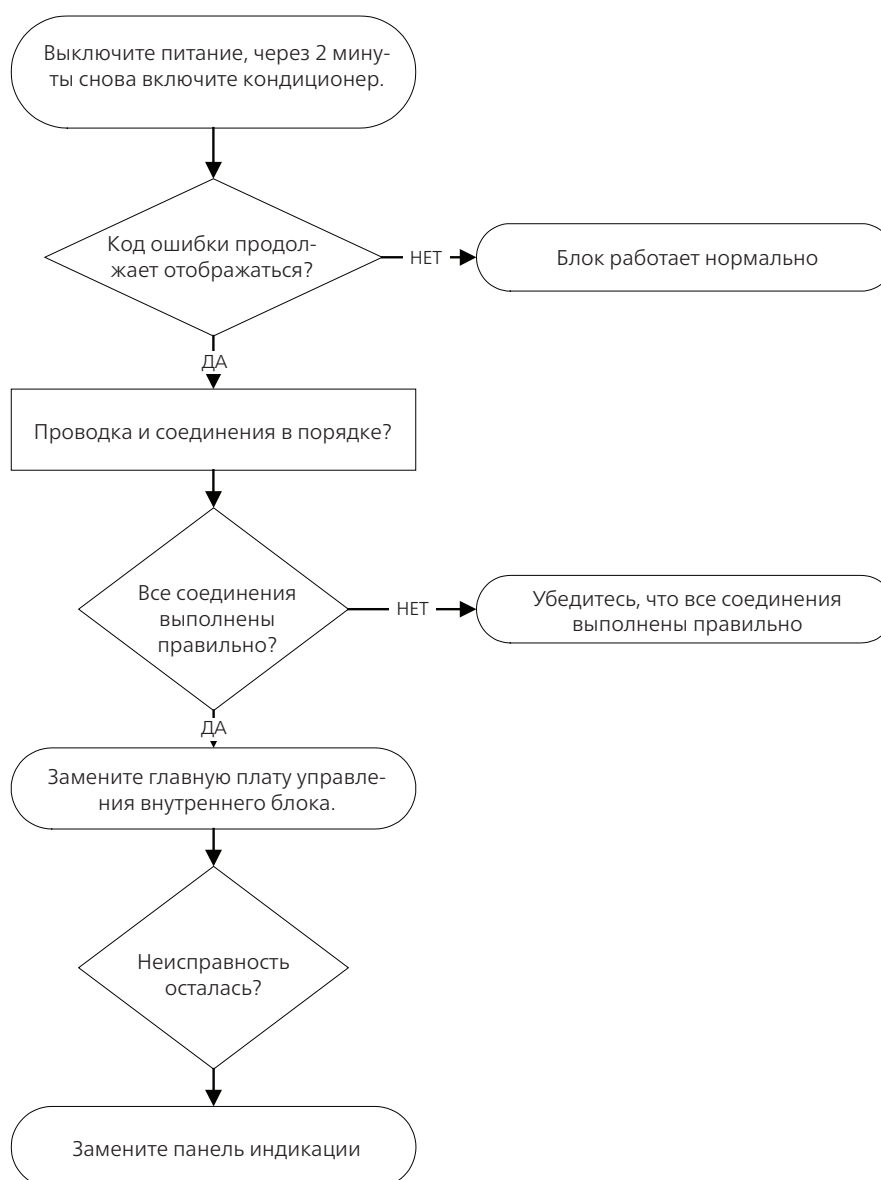 Выключите питание, через 2 мину-
ты снова включите кондиционер.
Код ошибки продол-
жает отображаться?
НЕТ
Блок работает нормально
ДА
Проводка и соединения в порядке?
Все соединения
выполнены
правильно?
НЕТ
Убедитесь, что все соединения
выполнены правильно
ДА
Замените главную плату управле-
ния внутреннего блока.
Неисправность
осталась?
Замените панель индикации